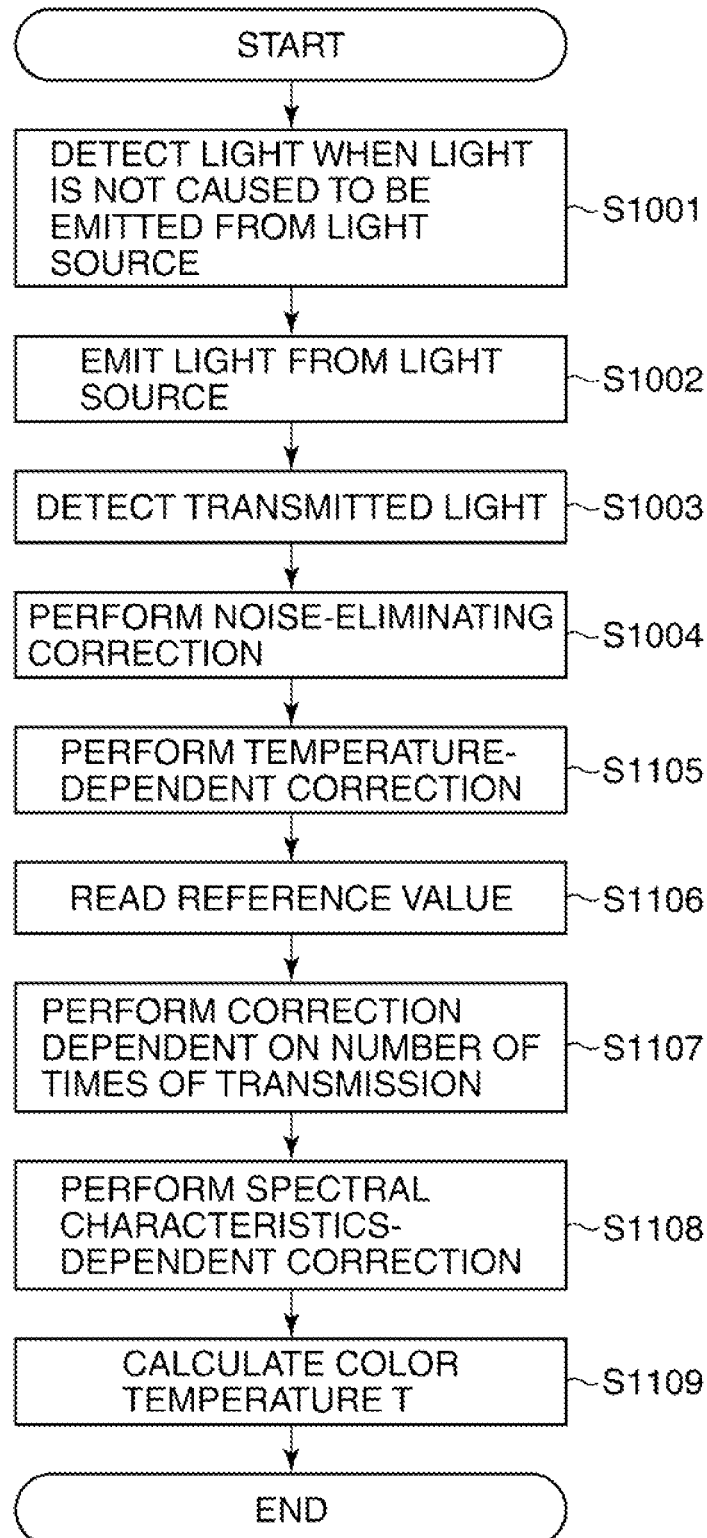 START
DETECT LIGHT WHEN LIGHT
IS NOT CAUSED TO BE
EMITTED FROM LIGHT
SOURCE
S1001
EMIT LIGHT FROM LIGHT
SOURCE
S1002
DETECT TRANSMITTED LIGHT
S1003
PERFORM NOISE-ELIMINATING
CORRECTION
S1004
PERFORM TEMPERATURE-
DEPENDENT CORRECTION
S1105
READ REFERENCE VALUE
S1106
PERFORM CORRECTION
DEPENDENT ON NUMBER OF
TIMES OF TRANSMISSION
S1107
PERFORM SPECTRAL
CHARACTERISTICS-
DEPENDENT CORRECTION
S1108
CALCULATE COLOR
TEMPERATURE T
S1109
END